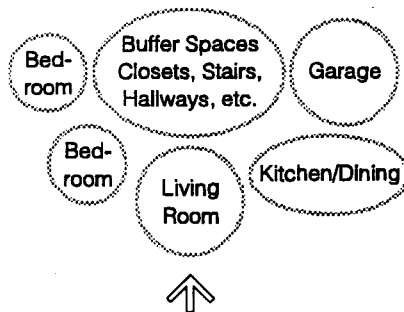 Bed-
room
Buffer Spaces
Closets, Stairs,
Hallways, etc.
Garage
Bed-
room
Living
Room
Kitchen/Dining